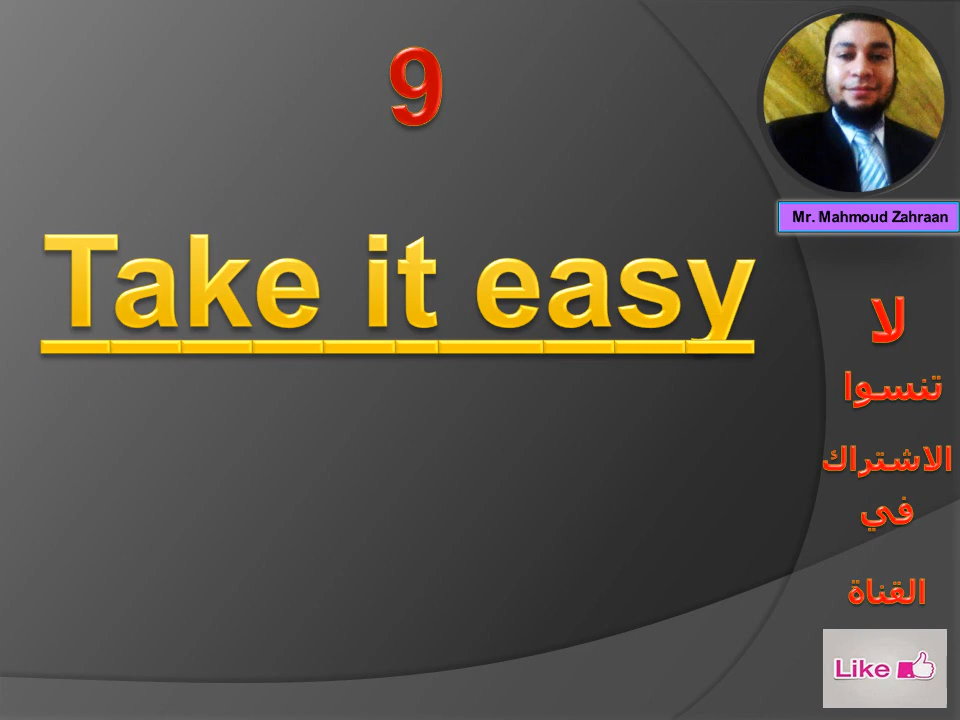 9
Take it easy
Mr. Mahmoud Zahraan
لا
تنسوا
الاشتراك
في
القناة
Like